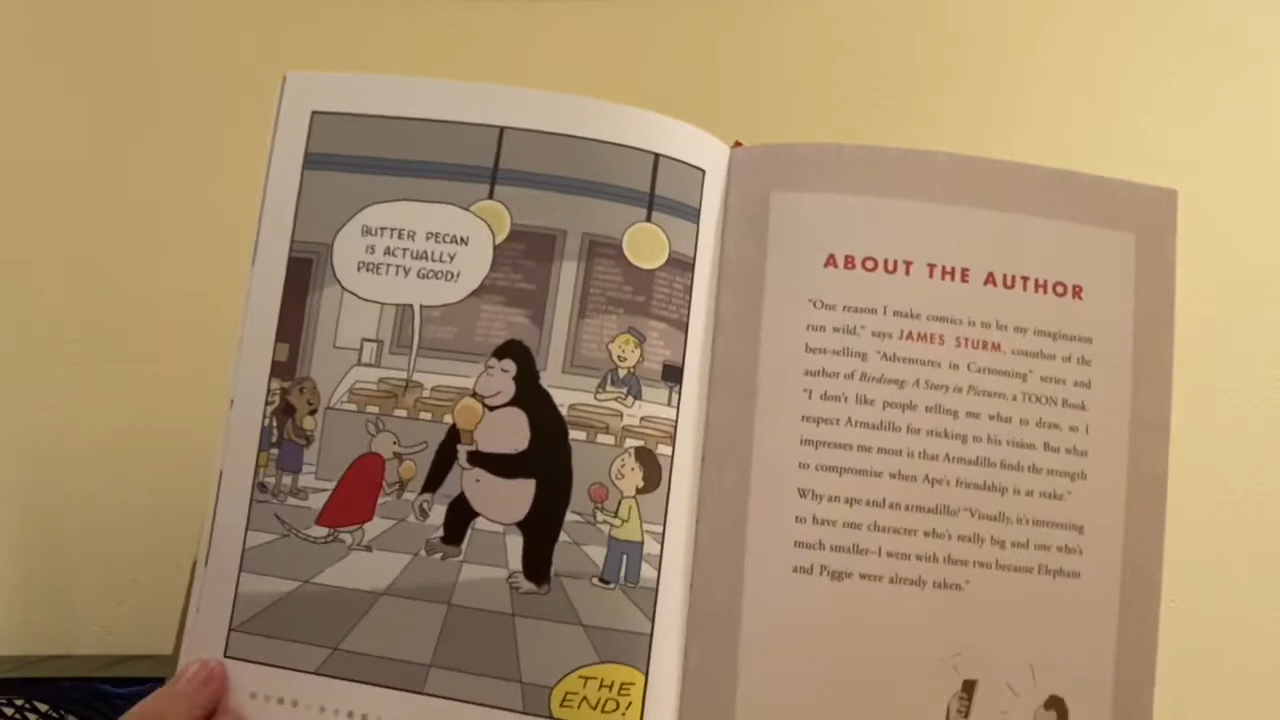 BUTTER PECAN
IS ACTUALLY
PRETTY GOOD!
THE
END!
ABOUT THE AUTHOR
"One reason I make comics is to let my imagination
run wild," says JAMES STURM, coauthor of the
best-selling "Adventures in Cartooning" series and
author of Birdsong: A Story in Pictures, a TOON Book.
"I don't like people telling me what to draw, so I
respect Armadillo for sticking to his vision. But what
impresses me most is that Armadillo finds the strength
to compromise when Ape's friendship is at stake."
Why an ape and an armadillo? "Visually, it's interesting
to have one character who's really big and one who's
much smaller–I went with these two because Elephant
and Piggie were already taken."